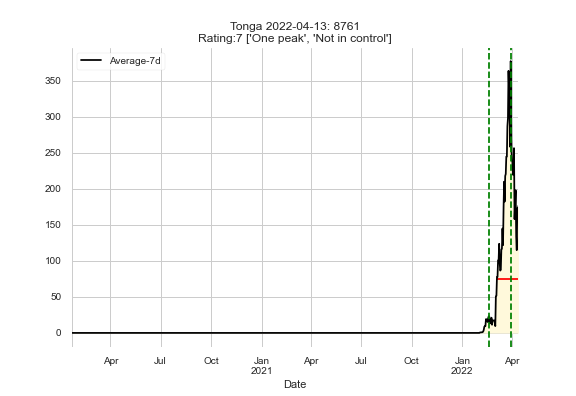 Tonga 2022-04-13: 8761
Rating:7 ['One peak', 'Not in control']
Average-7d
350
300
250
200
150
100
50
0
Apr Jul Oct Jan Apr Jul Oct Jan Apr
2021 2022
Date